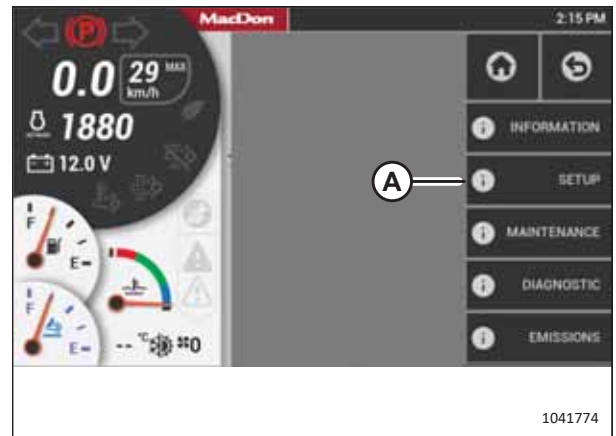 MacDon
2:15 PM
P
0.0
29 MAX
km/h
1880
12.0 V
F
E
F
E
-- °C
0
INFORMATION
SETUP
A
MAINTENANCE
DIAGNOSTIC
EMISSIONS
1041774